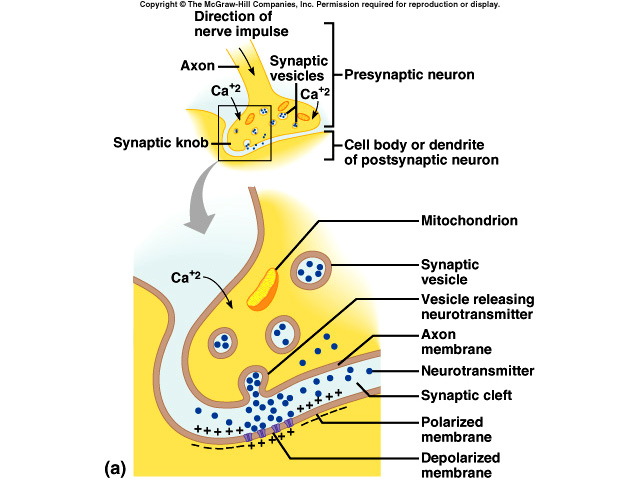 Copyright © The McGraw-Hill Companies, Inc. Permission required for reproduction or display.
Direction of
nerve impulse
Axon
Synaptic
vesicles
Ca+2
Ca+2
Presynaptic neuron
Synaptic knob
Cell body or dendrite
of postsynaptic neuron
Mitochondrion
Ca+2
Synaptic
vesicle
Vesicle releasing
neurotransmitter
Axon
membrane
Neurotransmitter
Synaptic cleft
Polarized
membrane
Depolarized
membrane
(a)